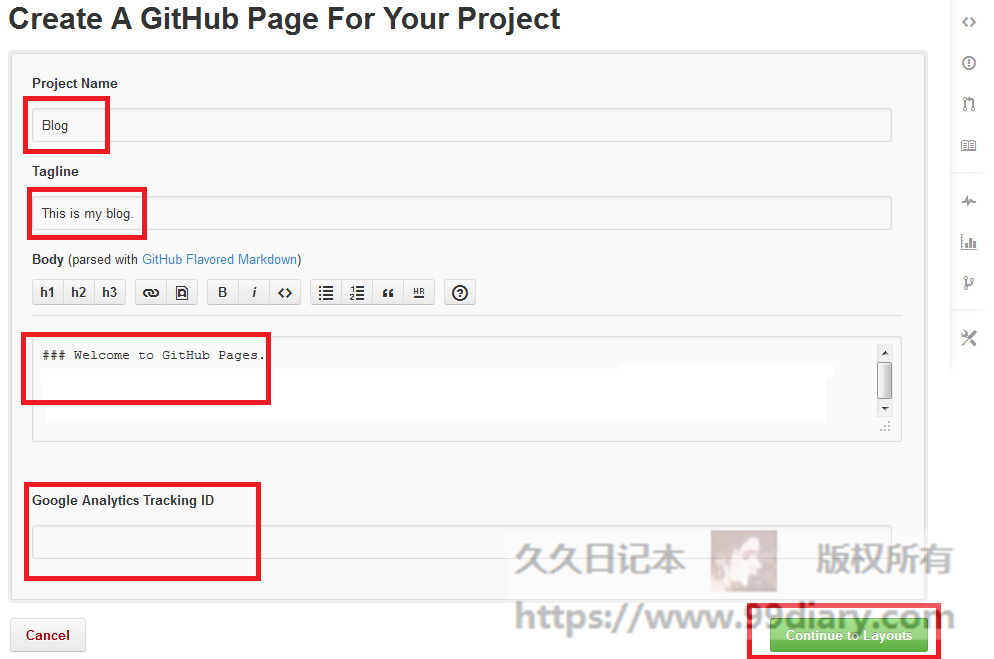 Create A GitHub Page For Your Project
Project Name
Blog
Tagline
This is my blog.
Body (parsed with GitHub Flavored Markdown)
h1 h2 h3 B i <> “ HR ?
### Welcome to GitHub Pages.
Google Analytics Tracking ID
久久日记本 版权所有
https://www.99diary.com
Cancel
Continue to Layouts